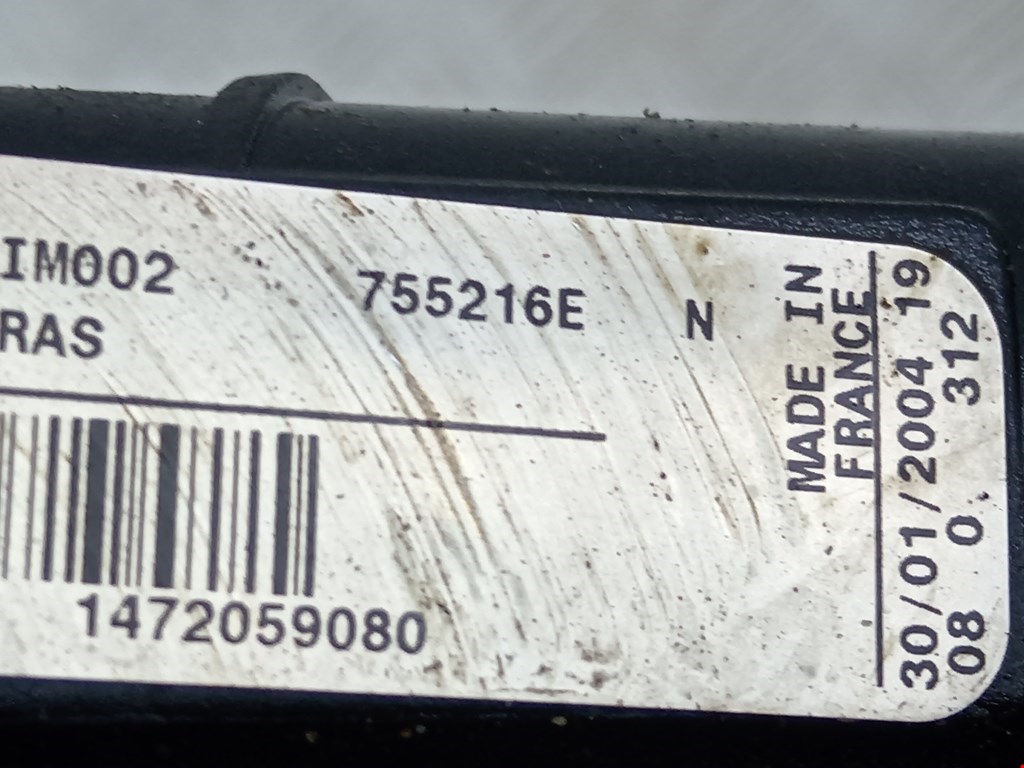 IM002 755216E N
RAS
1472059080
MADE IN
FRANCE
30/01/2004 19
08 0 312